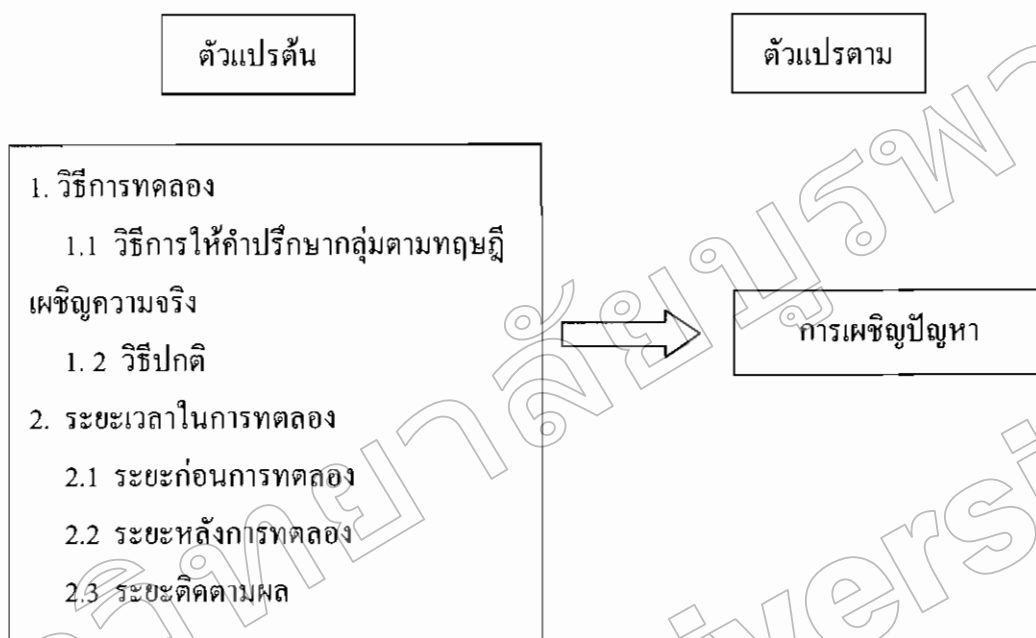 ตัวแปรต้น
ตัวแปรตาม
1. วิธีการทดลอง
1.1 วิธีการให้คำปรึกษากลุ่มตามทฤษฎี
เผชิญความจริง
1. 2 วิธีปกติ
2. ระยะเวลาในการทดลอง
2.1 ระยะก่อนการทดลอง
2.2 ระยะหลังการทดลอง
2.3 ระยะติดตามผล
การเผชิญปัญหา